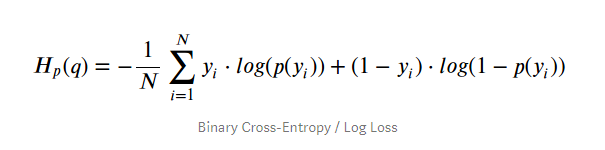 H_p(q) = -\frac{1}{N} \sum_{i=1}^{N} y_i \cdot log(p(y_i)) + (1 - y_i) \cdot log(1 - p(y_i))
Binary Cross-Entropy / Log Loss